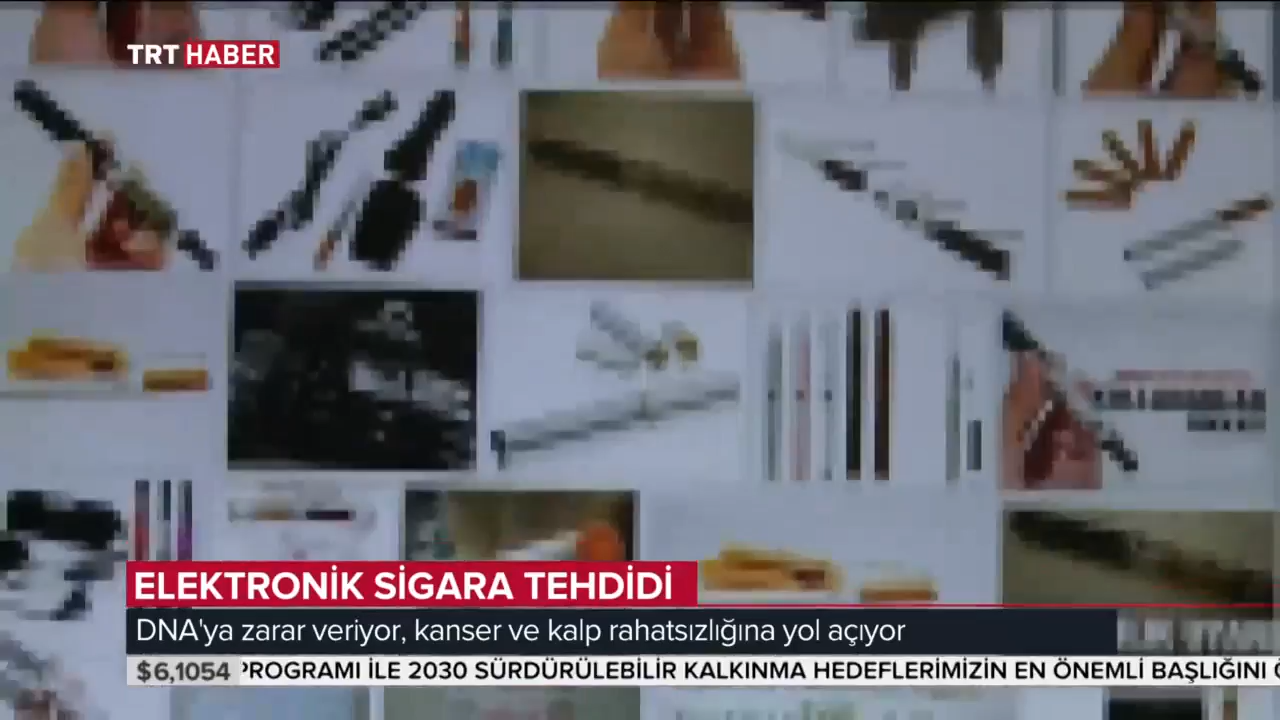 TRT HABER
ELEKTRONİK SİGARA TEHDİDİ
DNA'ya zarar veriyor, kanser ve kalp rahatsızlığına yol açıyor
$6,1054 PROGRAMI İLE 2030 SÜRDÜRÜLEBİLİR KALKINMA HEDEFLERİMİZİN EN ÖNEMLİ BAŞLIĞINI